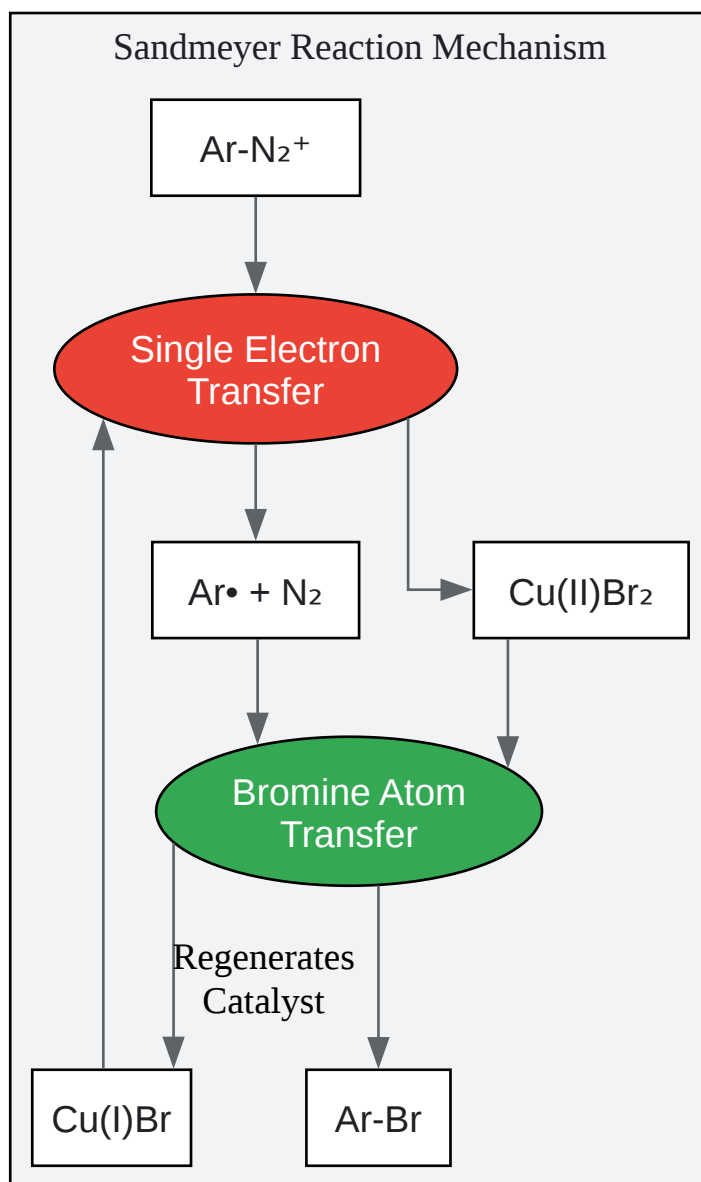 Sandmeyer Reaction Mechanism
Ar-N₂⁺
Single Electron
Transfer
Ar• + N₂
Cu(II)Br₂
Bromine Atom
Transfer
Regenerates
Catalyst
Cu(I)Br
Ar-Br